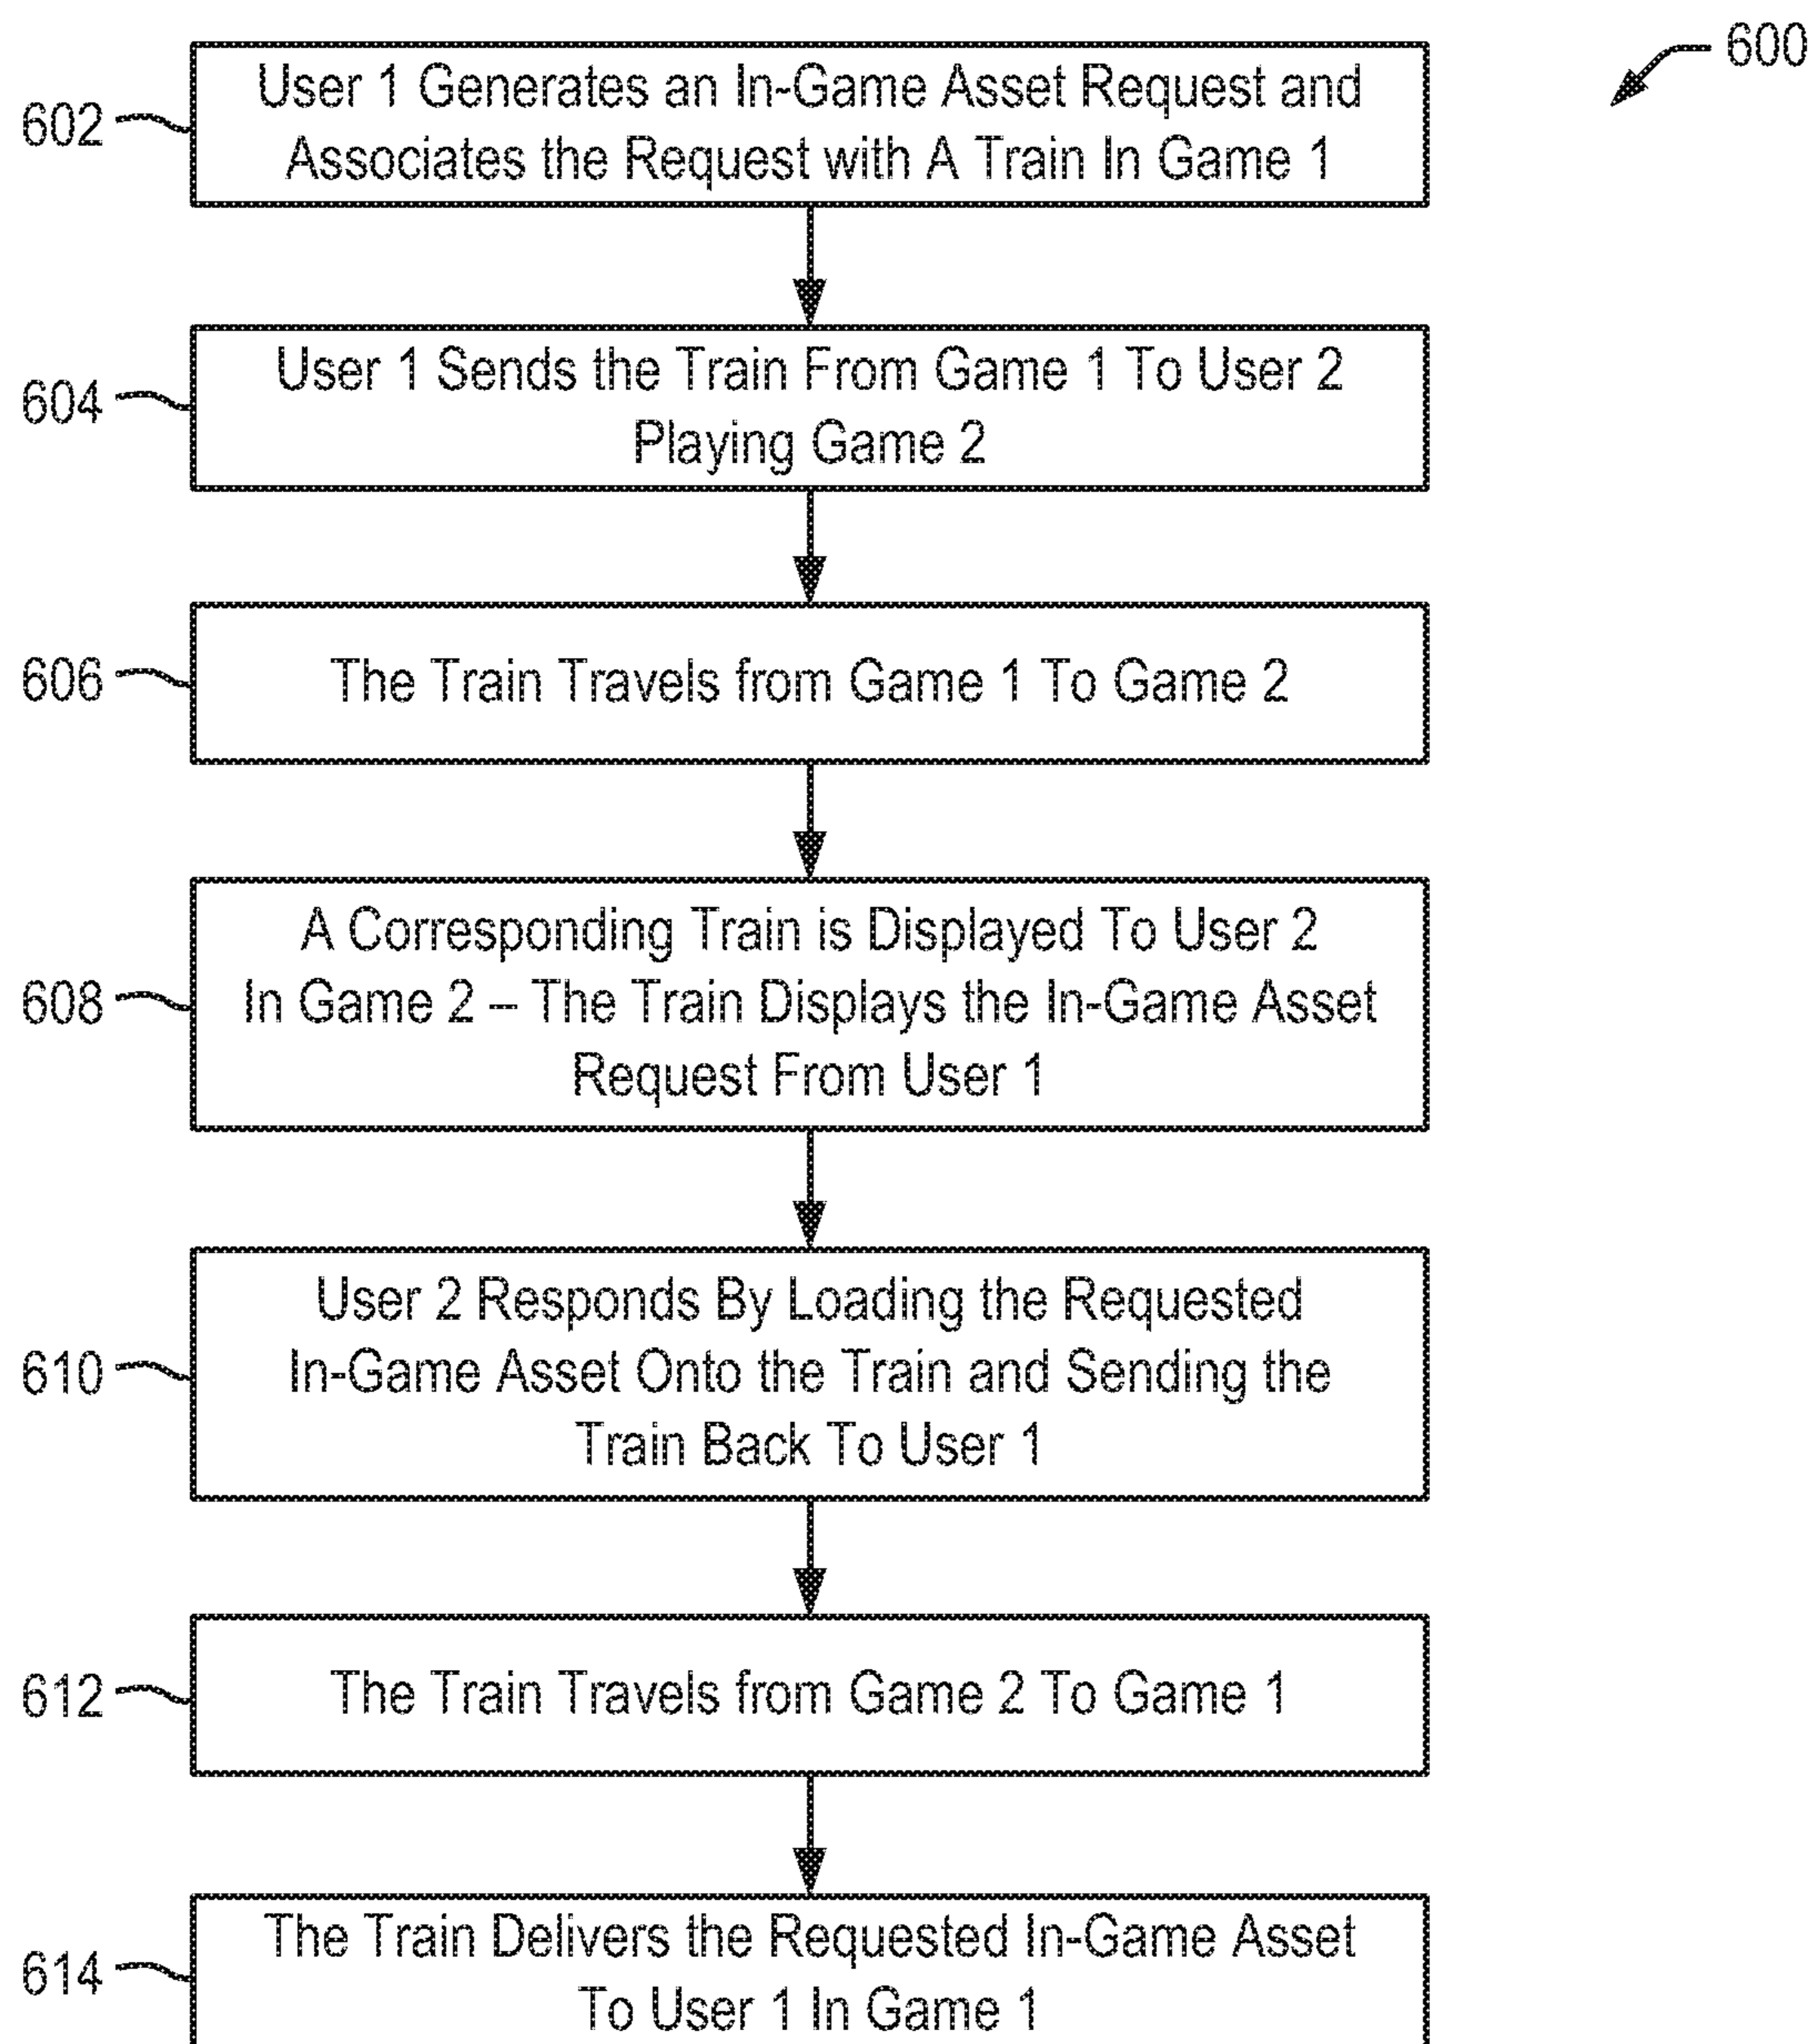 600
602
User 1 Generates an In-Game Asset Request and
Associates the Request with A Train In Game 1
604
User 1 Sends the Train From Game 1 To User 2
Playing Game 2
606
The Train Travels from Game 1 To Game 2
608
A Corresponding Train is Displayed To User 2
In Game 2 – The Train Displays the In-Game Asset
Request From User 1
610
User 2 Responds By Loading the Requested
In-Game Asset Onto the Train and Sending the
Train Back To User 1
612
The Train Travels from Game 2 To Game 1
614
The Train Delivers the Requested In-Game Asset
To User 1 In Game 1